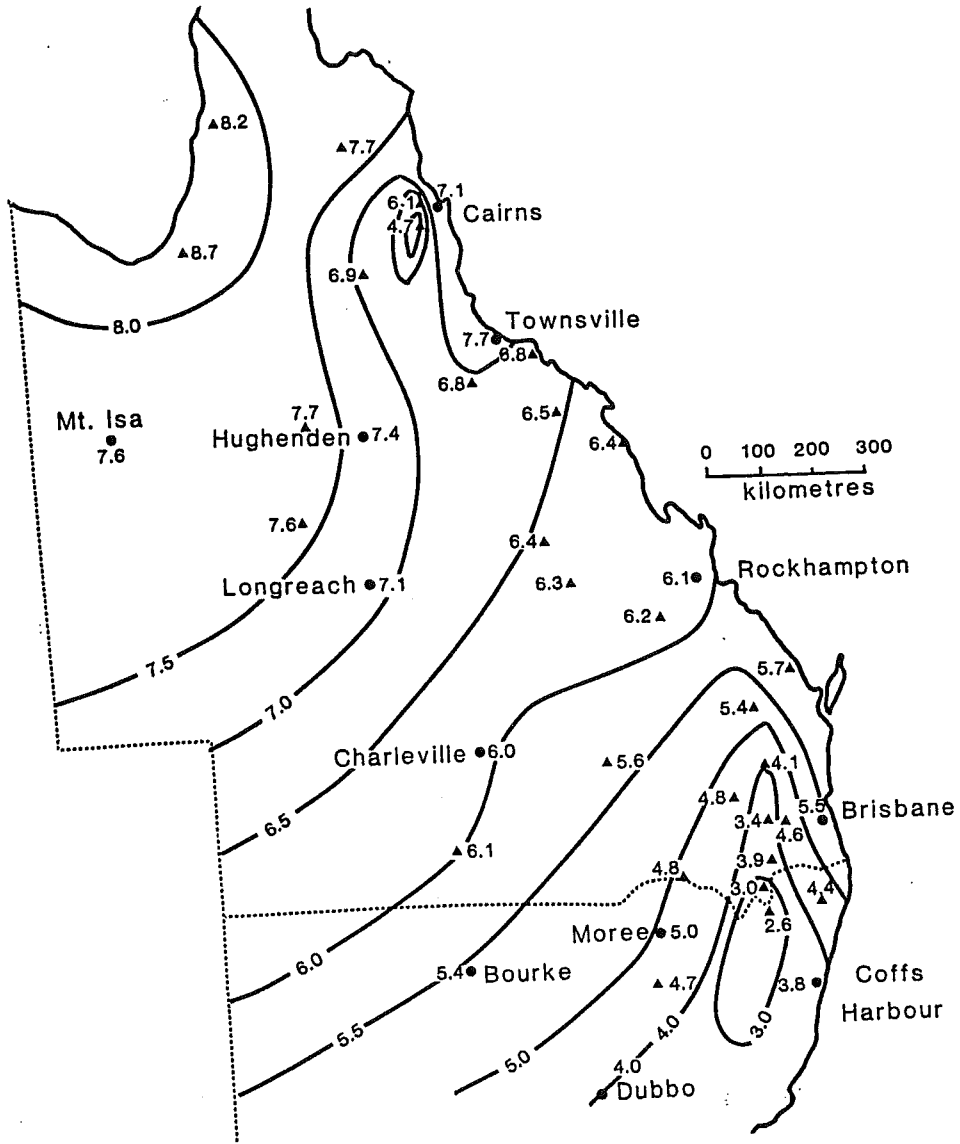 8.2
7.7
7.1
6.1
Cairns
4.7
8.7
6.9
8.0
Townsville
7.7
6.8
6.8
Mt. Isa
7.6
7.7
Hughenden 7.4
6.5
6.4
0 100 200 300
kilometres
7.6
6.4
Longreach 7.1
6.3
6.1 Rockhampton
6.2
7.5
5.7
7.0
5.4
Charleville 6.0
5.6
4.1
4.8
5.5 Brisbane
6.5
3.4
4.6
6.1
3.9
4.8
3.0
4.4
2.6
Moree 5.0
6.0
5.4 Bourke
4.7
3.8
Coffs
Harbour
5.5
4.0
3.0
5.0
4.0
Dubbo